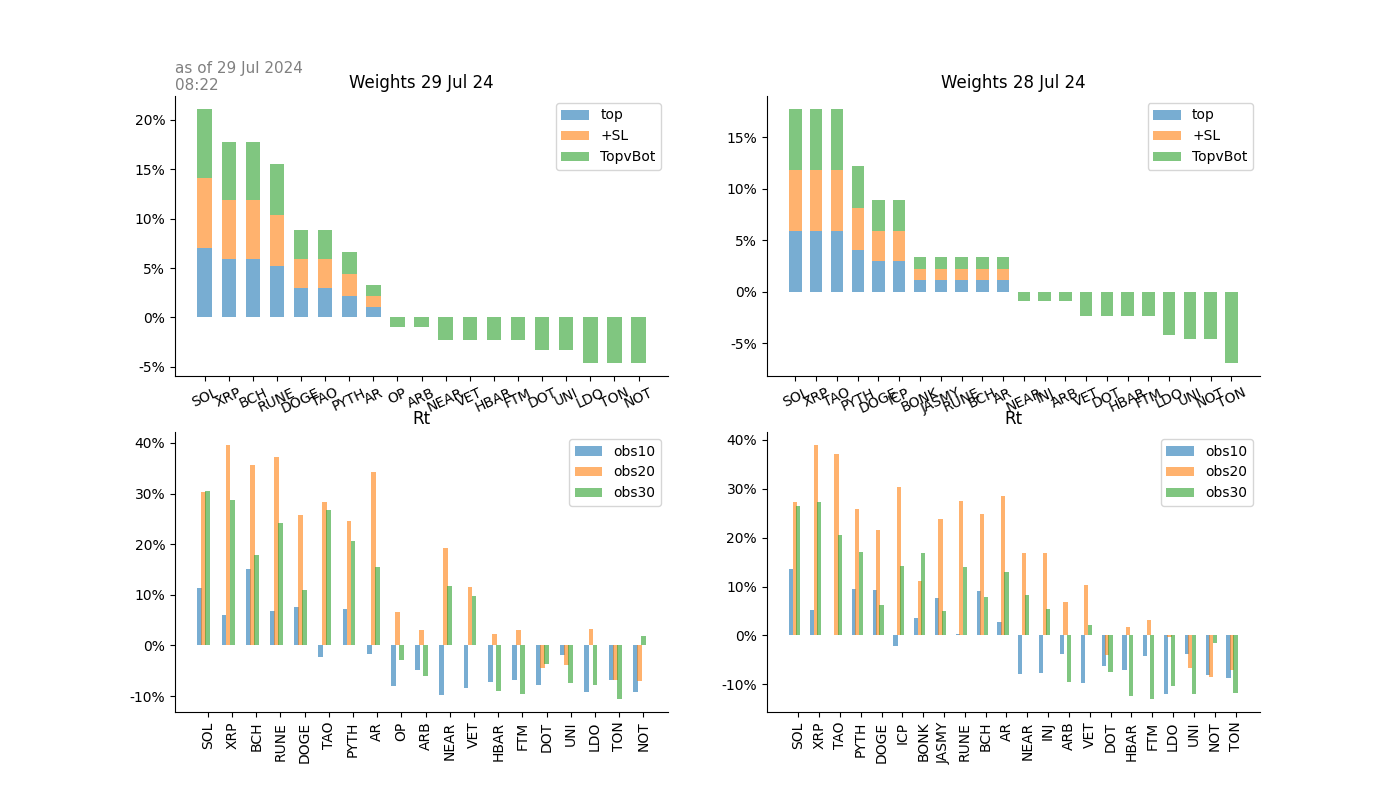 as of 29 Jul 2024
08:22
Weights 29 Jul 24
20%
15%
10%
5%
0%
-5%
top
+SL
TopvBot
SOL XRP BCH RUNE DOGE TAO PYTH AR OP ARB NEAR VET HBAR FTM DOT UNI LDO TON NOT
Weights 28 Jul 24
15%
10%
5%
0%
-5%
top
+SL
TopvBot
SOL XRP TAO PYTH DOGE ICP BONK JASMY RUNE BCH AR NEAR INJ ARB VET DOT HBAR FTM LDO UNI NOT TON
Rt
40%
30%
20%
10%
0%
-10%
obs10
obs20
obs30
SOL XRP BCH RUNE DOGE TAO PYTH AR OP ARB NEAR VET HBAR FTM DOT UNI LDO TON NOT
Rt
40%
30%
20%
10%
0%
-10%
obs10
obs20
obs30
SOL XRP TAO PYTH DOGE ICP BONK JASMY RUNE BCH AR NEAR INJ ARB VET DOT HBAR FTM LDO UNI NOT TON